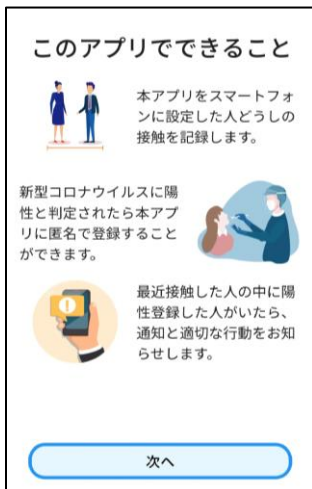 このアプリでできること
本アプリをスマートフォ
ンに設定した人どうしの
接触を記録します。
新型コロナウイルスに陽
性と判定されたら本アプ
リに匿名で登録すること
ができます。
最近接触した人の中に陽
性登録した人がいたら、
通知と適切な行動をお知
らせします。
次へ